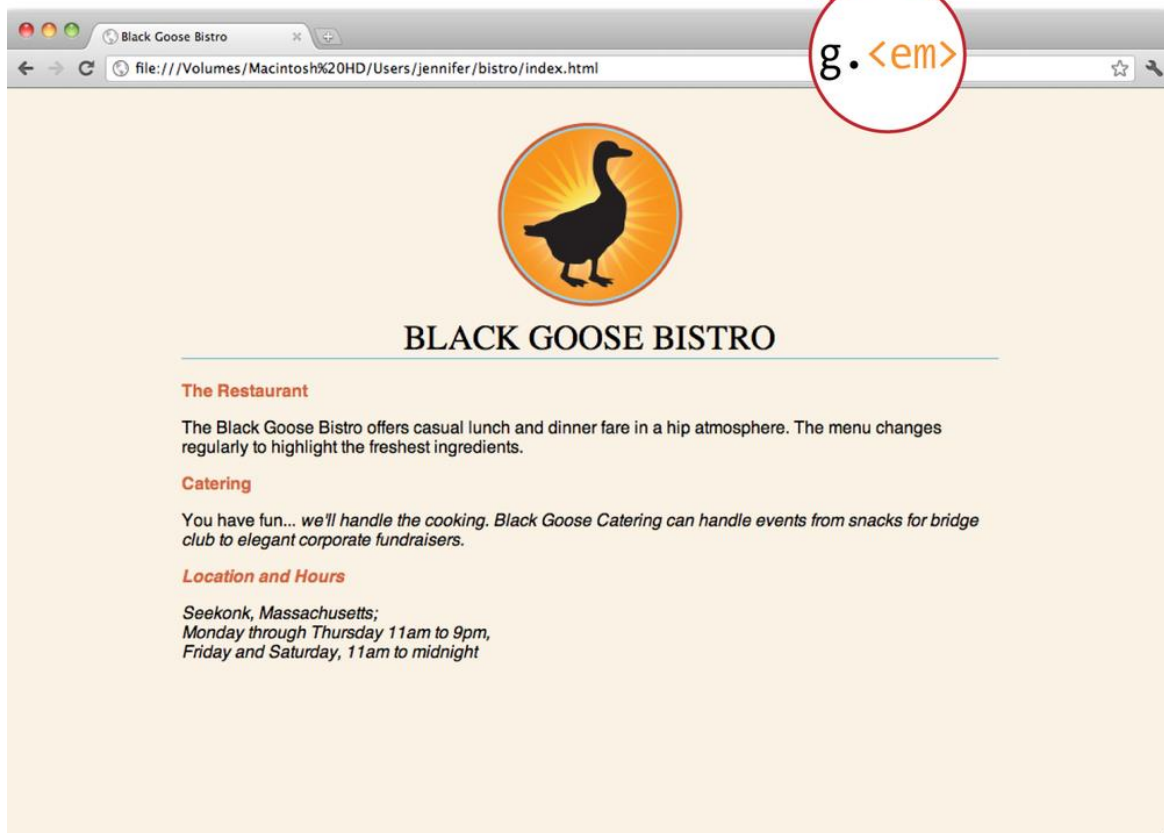 Black Goose Bistro
file:///Volumes/Macintosh%20HD/Users/jennifer/bistro/index.html
g.<em>
BLACK GOOSE BISTRO
The Restaurant
The Black Goose Bistro offers casual lunch and dinner fare in a hip atmosphere. The menu changes
regularly to highlight the freshest ingredients.
Catering
You have fun... we'll handle the cooking. Black Goose Catering can handle events from snacks for bridge
club to elegant corporate fundraisers.
Location and Hours
Seekonk, Massachusetts;
Monday through Thursday 11am to 9pm,
Friday and Saturday, 11am to midnight